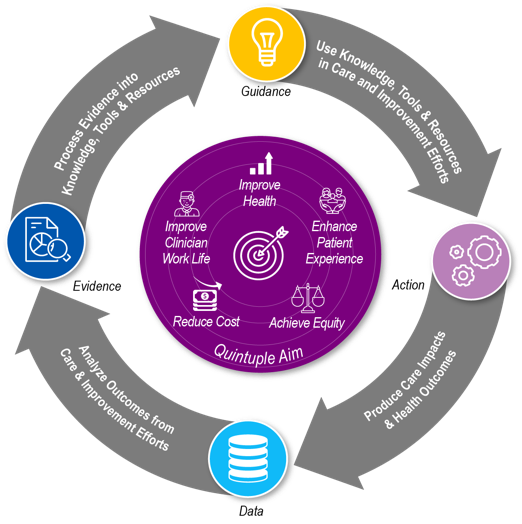 Guidance
Use Knowledge, Tools & Resources
in Care and Improvement Efforts
Action
Produce Care Impacts
& Health Outcomes
Data
Analyze Outcomes from
Care & Improvement Efforts
Evidence
Process Evidence into
Knowledge, Tools & Resources
Improve
Health
Enhance
Patient
Experience
Achieve Equity
$
Reduce Cost
Improve
Clinician
Work Life
Quintuple Aim